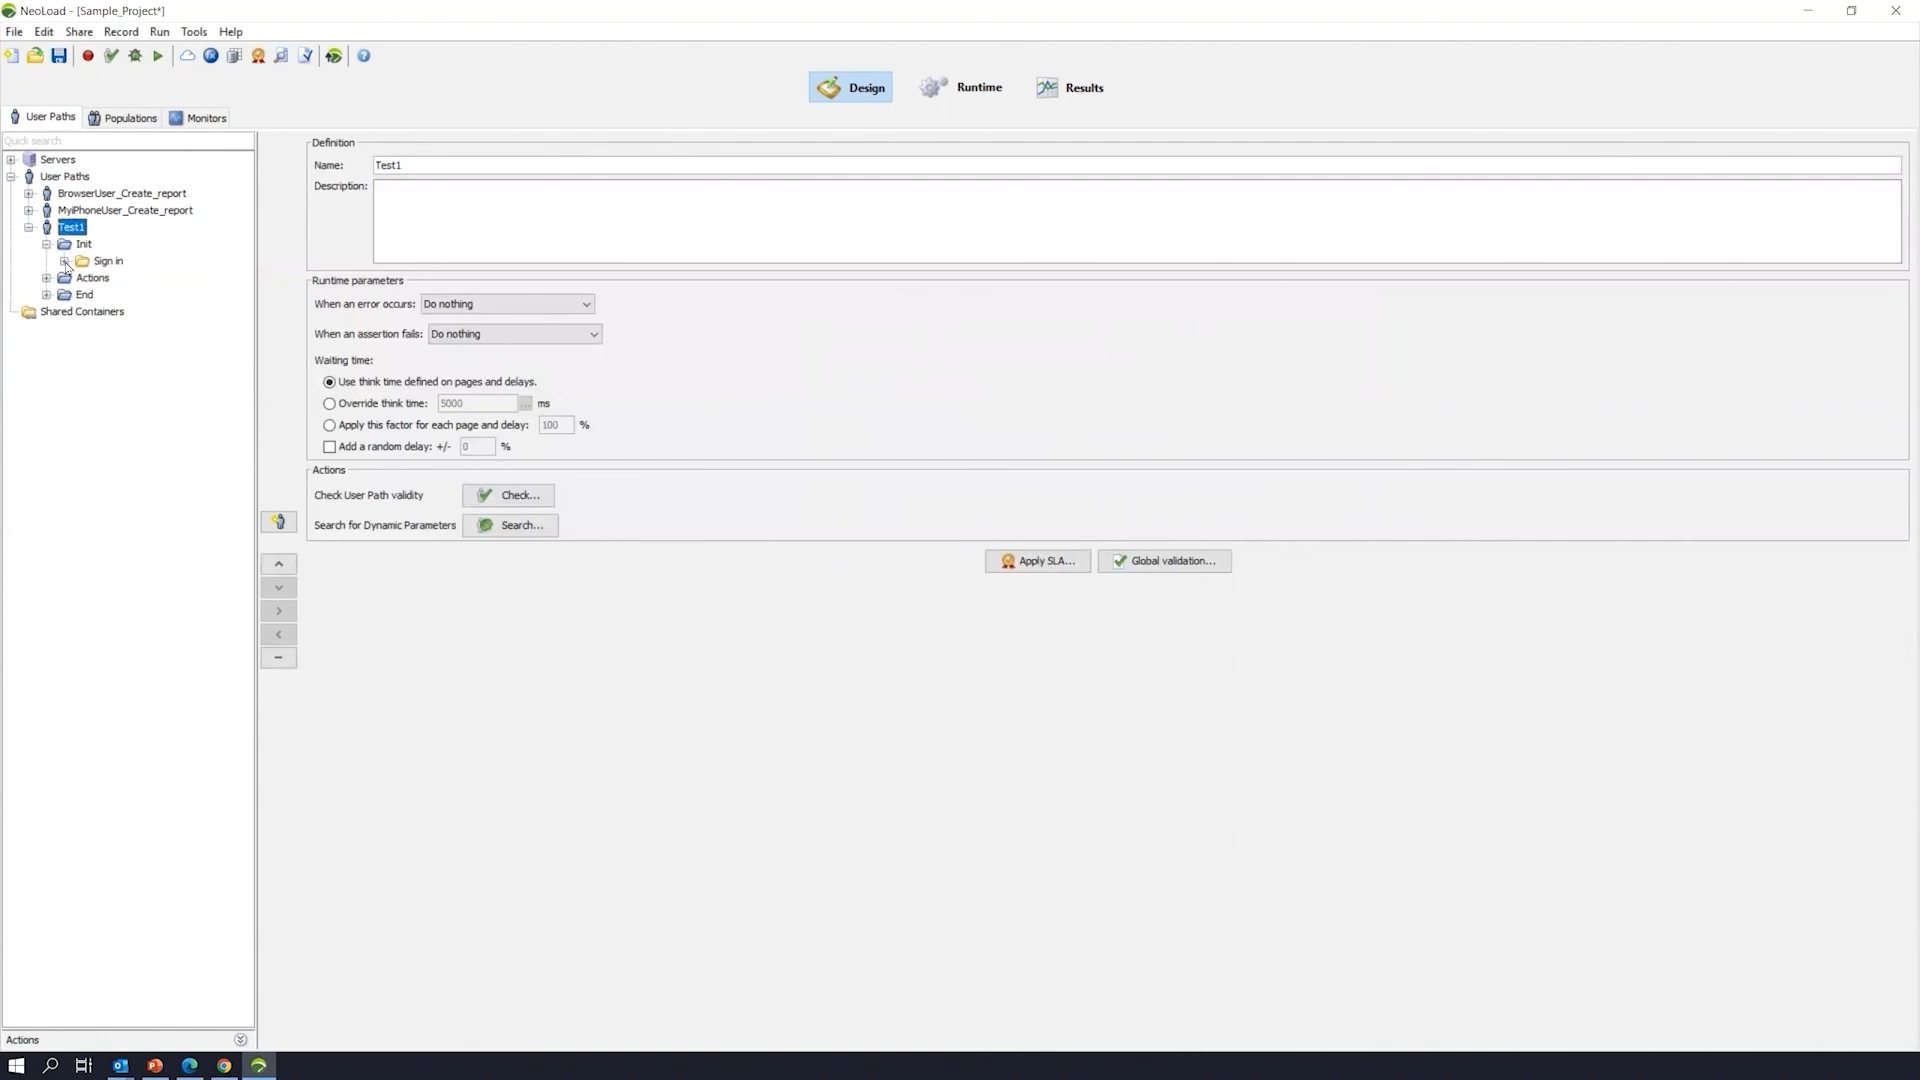 NeoLoad - [Sample_Project*]
File Edit Share Record Run Tools Help
Design Runtime Results
User Paths Populations Monitors
Quick search
Servers
User Paths
BrowserUser_Create_report
MyiPhoneUser_Create_report
Test1
Init
Sign in
Actions
End
Shared Containers
Definition
Name: Test1
Description:
Runtime parameters
When an error occurs: Do nothing
When an assertion fails: Do nothing
Waiting time:
Use think time defined on pages and delays.
Override think time: 5000 ... ms
Apply this factor for each page and delay: 100 %
Add a random delay: +/- 0 %
Actions
Check User Path validity Check...
Search for Dynamic Parameters Search...
Apply SLA... Global validation...
Actions